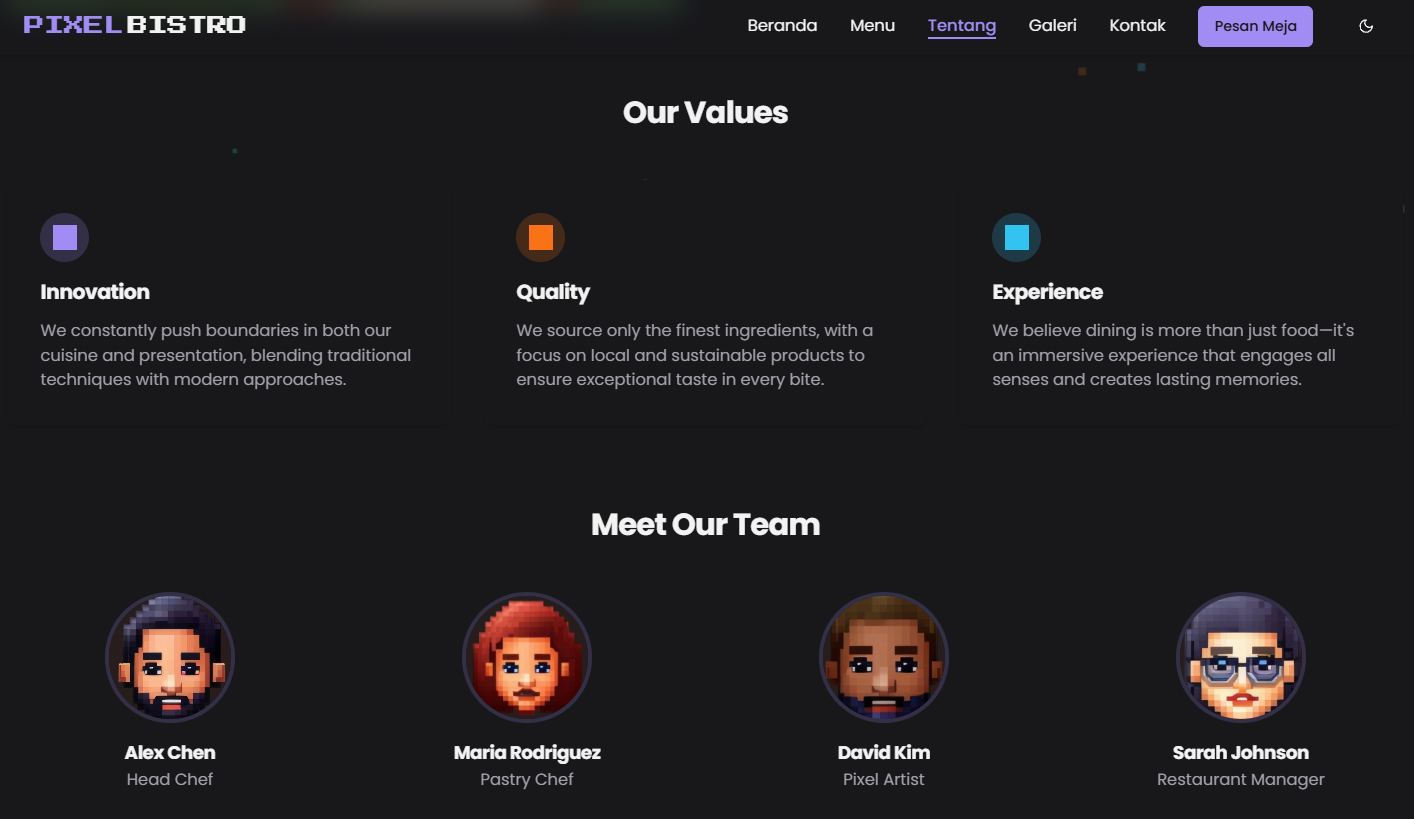 PIXELBISTRO Beranda Menu Tentang Galeri Kontak Pesan Meja
Our Values
Innovation
We constantly push boundaries in both our
cuisine and presentation, blending traditional
techniques with modern approaches.
Quality
We source only the finest ingredients, with a
focus on local and sustainable products to
ensure exceptional taste in every bite.
Experience
We believe dining is more than just food—it's
an immersive experience that engages all
senses and creates lasting memories.
Meet Our Team
Alex Chen
Head Chef
Maria Rodriguez
Pastry Chef
David Kim
Pixel Artist
Sarah Johnson
Restaurant Manager